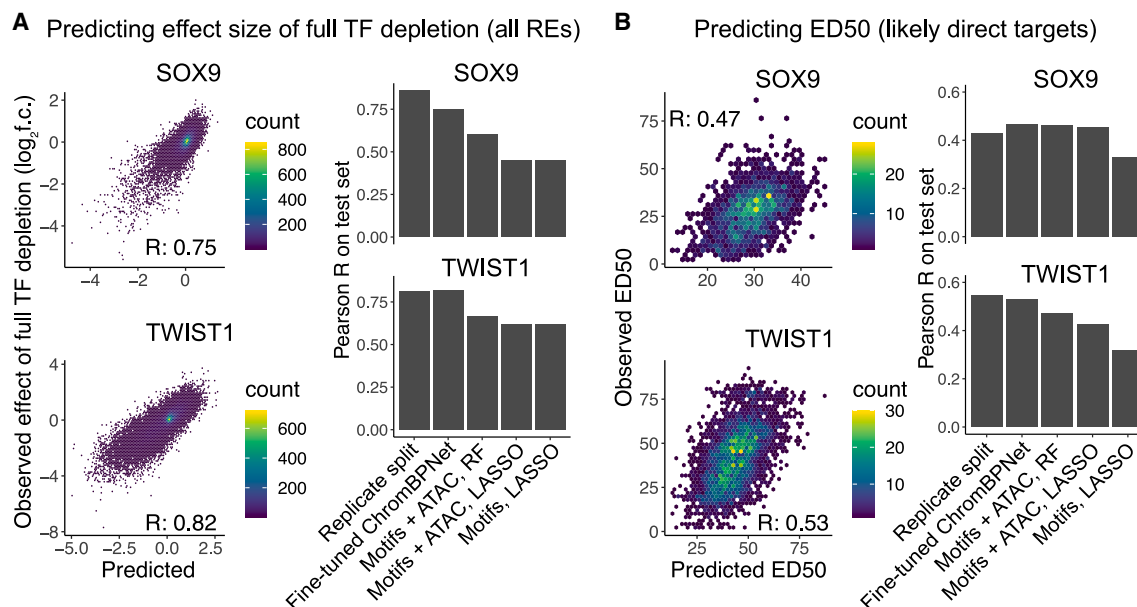 A Predicting effect size of full TF depletion (all REs)
SOX9
Observed effect of full TF depletion (log2f.c.)
2
0
−2
−4
R: 0.75
−4 −2 0
count
800
600
400
200
TWIST1
4
0
−4
−8
R: 0.82
−5.0 −2.5 0.0 2.5
Predicted
count
600
400
200
SOX9
Pearson R on test set
0.75
0.50
0.25
0.00
TWIST1
0.75
0.50
0.25
0.00
Replicate split
Fine-tuned ChromBPNet
Motifs + ATAC, RF
Motifs + ATAC, LASSO
Motifs, LASSO
B Predicting ED50 (likely direct targets)
SOX9
Observed ED50
R: 0.47
75
50
25
0
20 30 40
count
20
10
TWIST1
75
50
25
0
R: 0.53
25 50 75
Predicted ED50
count
30
20
10
SOX9
Pearson R on test set
0.6
0.4
0.2
0.0
TWIST1
0.6
0.4
0.2
0.0
Replicate split
Fine-tuned ChromBPNet
Motifs + ATAC, RF
Motifs + ATAC, LASSO
Motifs, LASSO